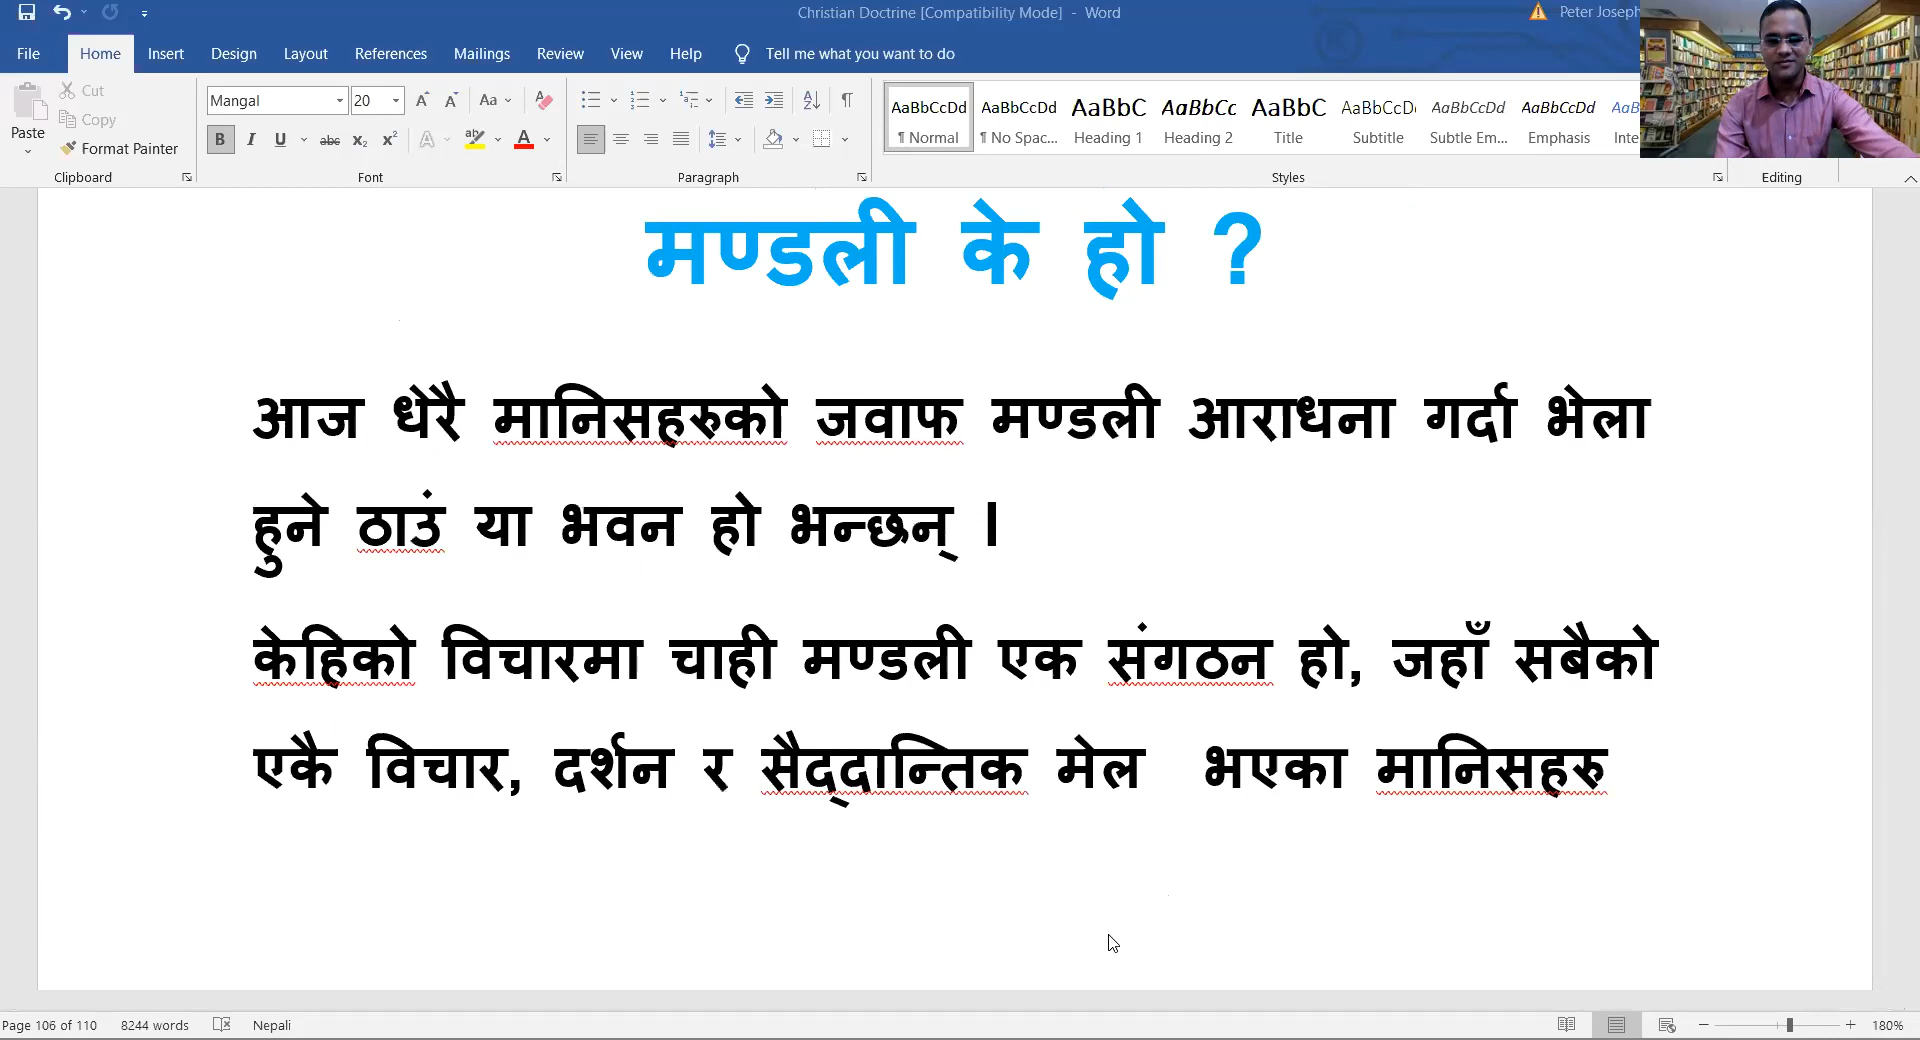 Christian Doctrine [Compatibility Mode] - Word
Peter Joseph
File Home Insert Design Layout References Mailings Review View Help Tell me what you want to do
Paste
Cut
Copy
Format Painter
Clipboard
Mangal 20
Font
Paragraph
AaBbCcDd AaBbCcDd AaBbC AaBbCc AaBbC AaBbCcD AaBbCcDd AaBbCcDd AaB
¶ Normal ¶ No Spac... Heading 1 Heading 2 Title Subtitle Subtle Em... Emphasis Inte
Styles
Editing
मण्डली के हो ?
आज धेरै मानिसहरुको जवाफ मण्डली आराधना गर्दा भेला
हुने ठाउं या भवन हो भन्छन् ।
केहिको विचारमा चाही मण्डली एक संगठन हो, जहाँ सबैको
एकै विचार, दर्शन र सैद्‌दान्तिक मेल भएका मानिसहरु
Page 106 of 110 8244 words Nepali 180%